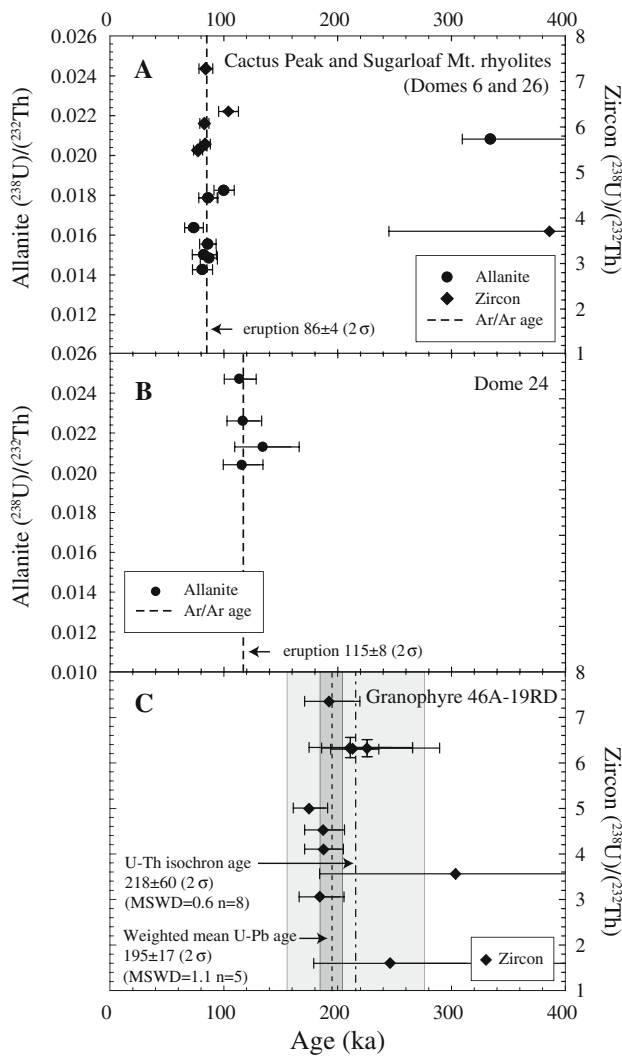 0 100 200 300 400
0.026
0.024
0.022
0.020
0.018
0.016
0.014
0.012
0.026
Allanite (²³⁸U)/(²³²Th)
A
Cactus Peak and Sugarloaf Mt. rhyolites
(Domes 6 and 26)
Allanite
Zircon
Ar/Ar age
eruption 86±4 (2σ)
8
7
6
5
4
3
2
1
Zircon (²³⁸U)/(²³²Th)
B
Dome 24
0.024
0.022
0.020
0.018
0.016
0.014
0.012
0.010
Allanite (²³⁸U)/(²³²Th)
Allanite
Ar/Ar age
eruption 115±8 (2σ)
C
Granophyre 46A-19RD
8
7
6
5
4
3
2
1
Zircon (²³⁸U)/(²³²Th)
U-Th isochron age
218±60 (2σ)
(MSWD=0.6 n=8)
Weighted mean U-Pb age
195±17 (2σ)
(MSWD=1.1 n=5)
Zircon
0 100 200 300 400
Age (ka)